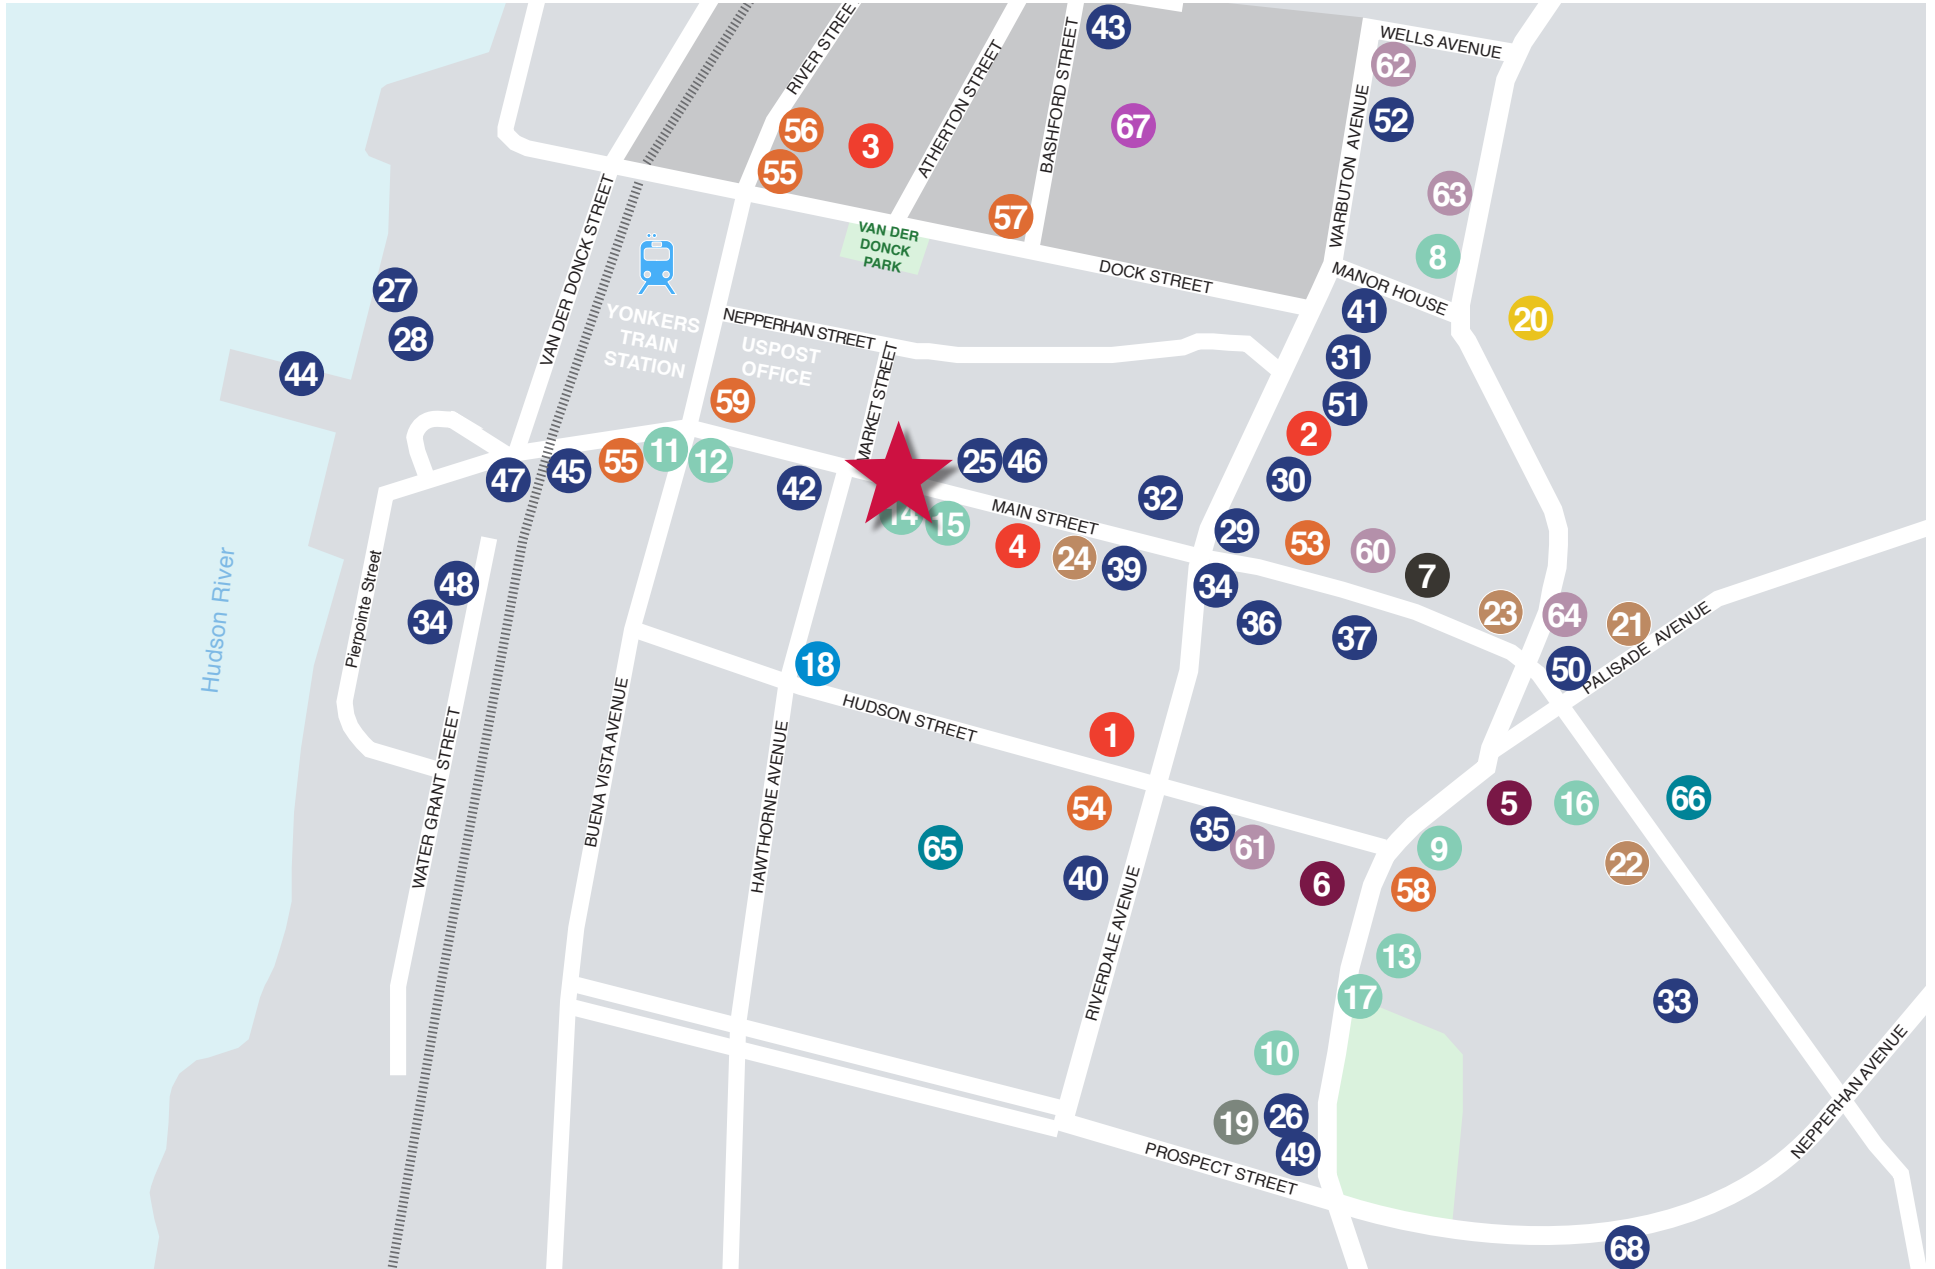 43
WELLS AVENUE
RIVER STREE
62
ATHERTON STREET
BASHFORD STREET
67
WARBUTON AVENUE
52
56
3
55
63
57
VAN DER
DONCK
PARK
8
VAN DER DONCK STREET
DOCK STREET
MANOR HOUSE
27
41
20
YONKERS
TRAIN
STATION
NEPPERHAN STREET
USPOST
OFFICE
28
31
44
MARKET STREET
59
51
2
11
12
55
45
47
42
25
46
30
32
14
15
MAIN STREET
29
4
24
39
53
60
7
Hudson River
Pierpointe Street
48
34
34
36
37
23
64
21
PALISADE AVENUE
50
18
HUDSON STREET
1
WATER GRANT STREET
BUENA VISTA AVENUE
HAWTHORNE AVENUE
54
35
61
5
16
66
65
9
22
40
6
58
RIVERDALE AVENUE
13
17
33
10
NEPPERHAN AVENUE
19
26
49
PROSPECT STREET
68